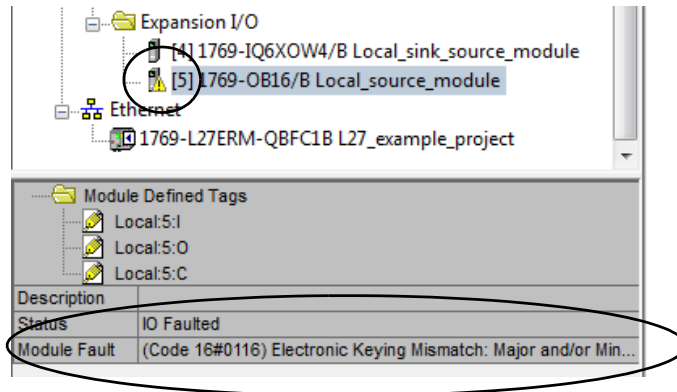 Expansion I/O
[4] 1769-IQ6XOW4/B Local_sink_source_module
[5] 1769-OB16/B Local_source_module
Ethernet
1769-L27ERM-QBFC1B L27_example_project
Module Defined Tags
Local:5:I
Local:5:O
Local:5:C
Description
Status IO Faulted
Module Fault (Code 16#0116) Electronic Keying Mismatch: Major and/or Min...